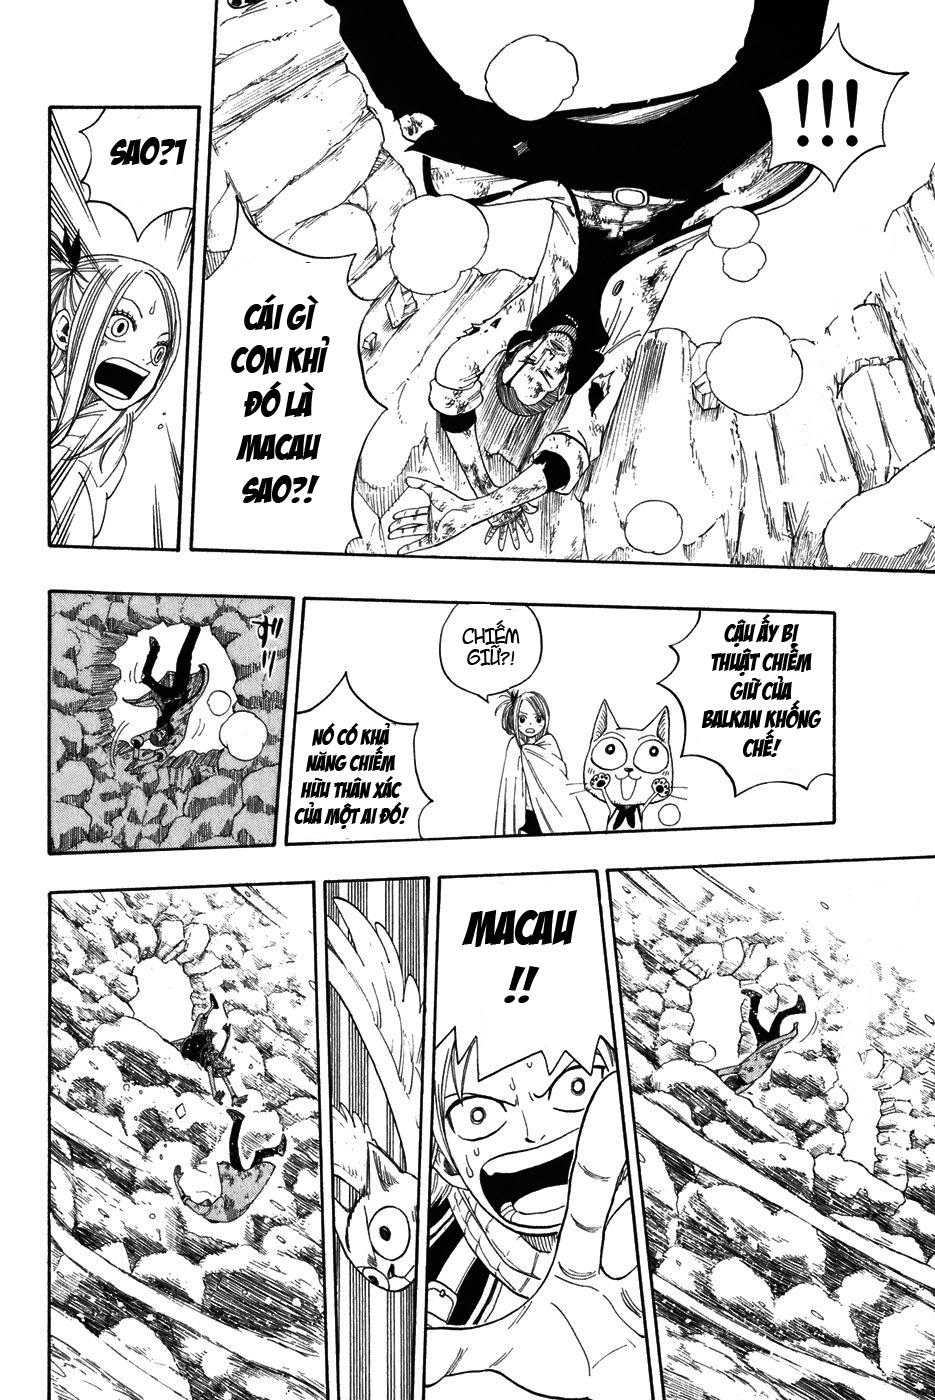 !!!
CÁI GÌ
CON KHỈ
ĐÓ LÀ
MACAU
SAO?!
SAO?1
CẬU ẤY BỊ
THUẬT CHIẾM
GIỮ CỦA
BALKAN KHỐNG
CHẾ!
CHIẾM
GIỮ?!
NÓ CÓ KHẢ
NĂNG CHIẾM
HỮU THÂN XÁC
CỦA MỘT AI ĐÓ!
MACAU
!!